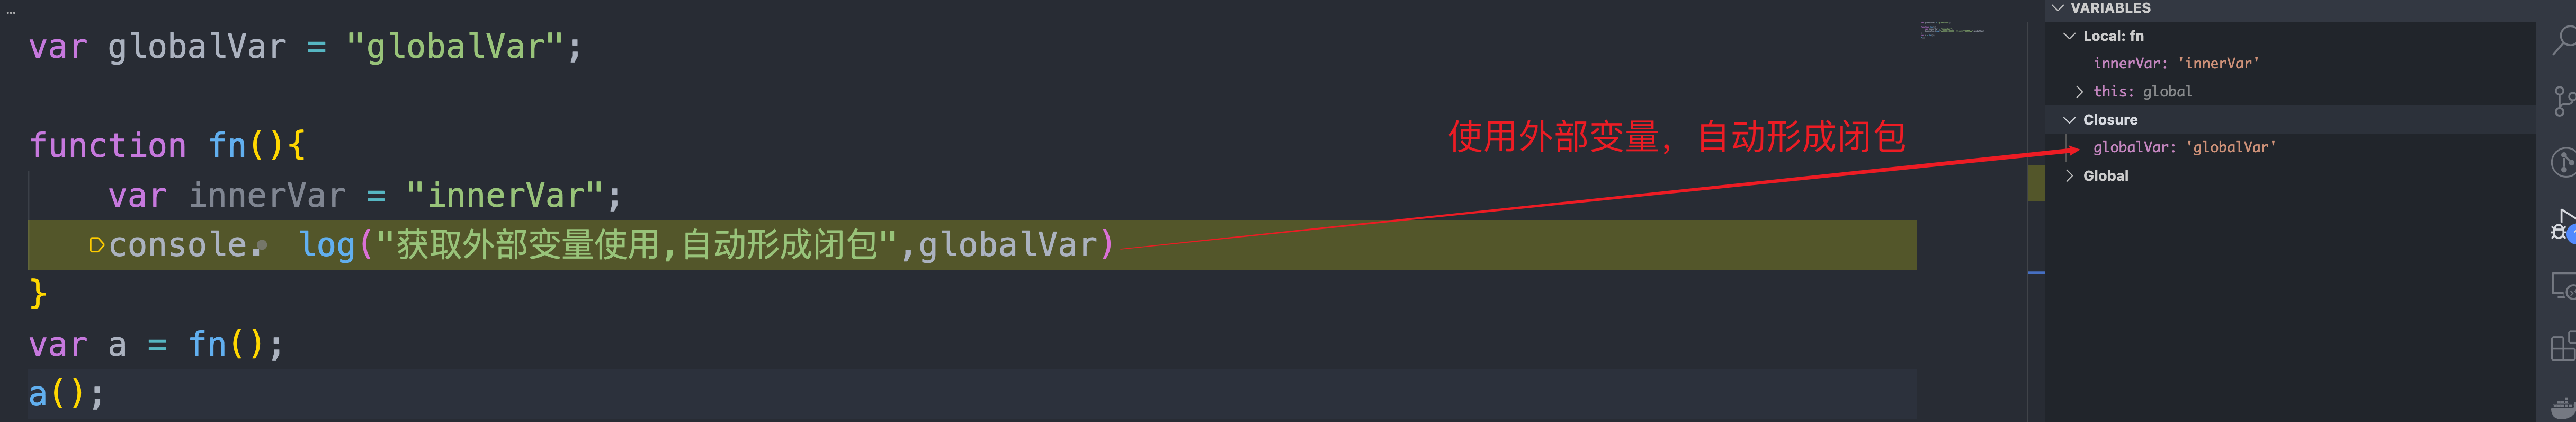 …
var globalVar = "globalVar";
function fn(){
var innerVar = "innerVar";
console. log("获取外部变量使用,自动形成闭包",globalVar)
}
var a = fn();
a();
使用外部变量，自动形成闭包
VARIABLES
Local: fn
innerVar: 'innerVar'
this: global
Closure
globalVar: 'globalVar'
Global